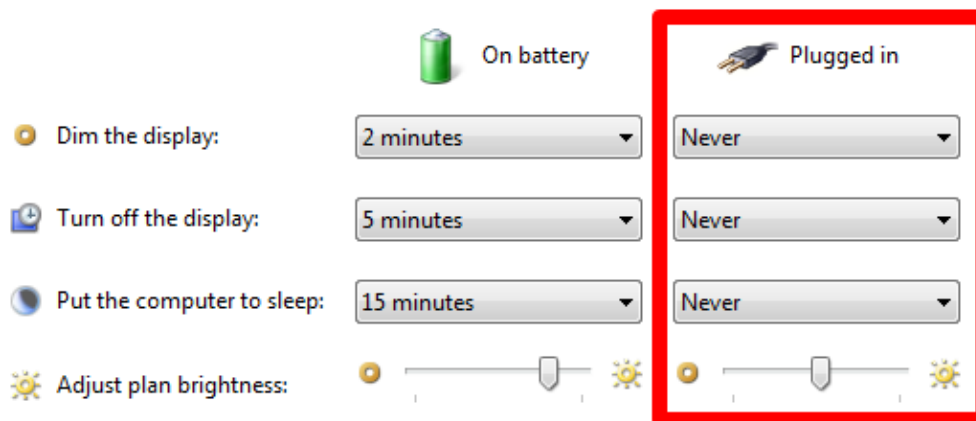 On battery Plugged in
Dim the display: 2 minutes Never
Turn off the display: 5 minutes Never
Put the computer to sleep: 15 minutes Never
Adjust plan brightness: